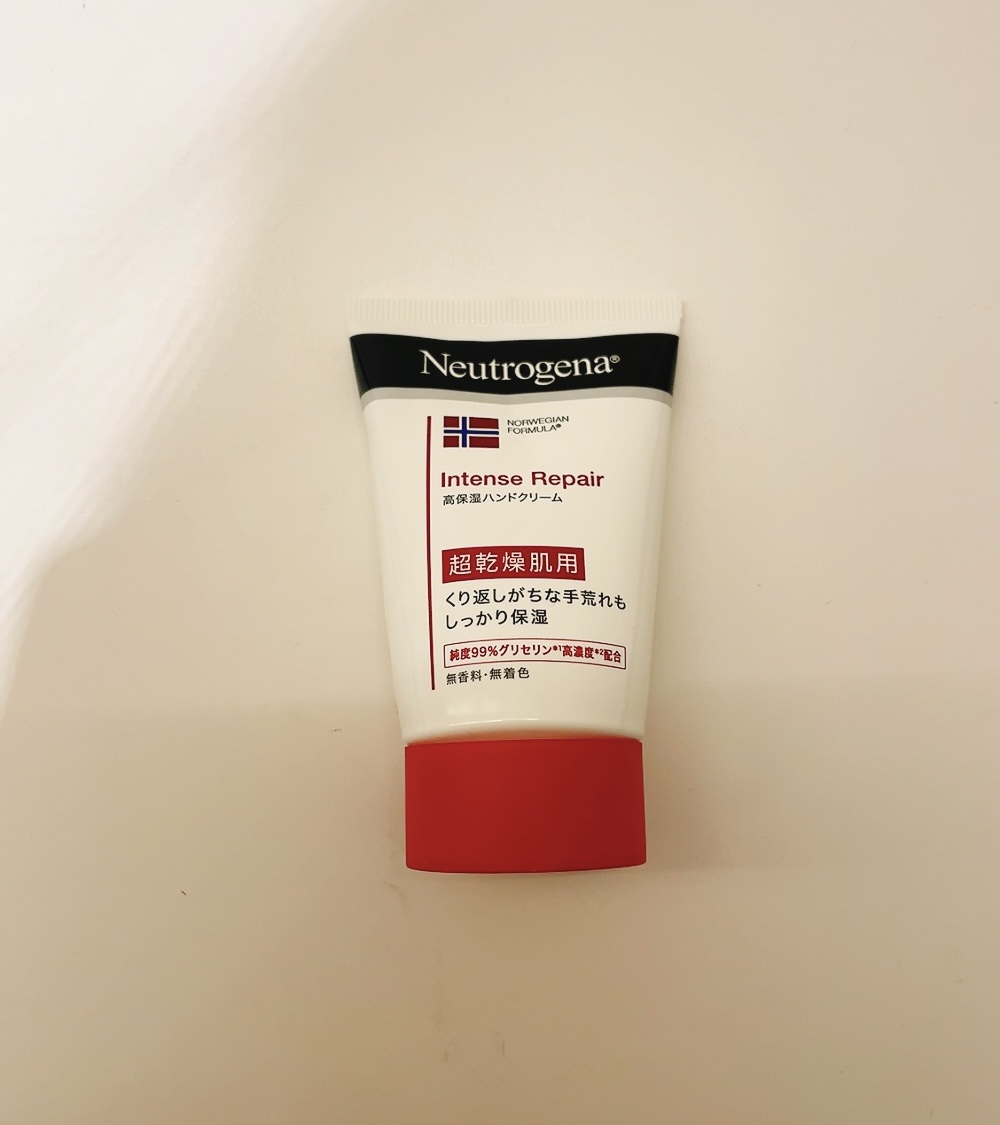 Neutrogena®
NORWEGIAN
FORMULA®
Intense Repair
高保湿ハンドクリーム
超乾燥肌用
くり返しがちな手荒れも
しっかり保湿
純度99%グリセリン*1高濃度*2配合
無香料・無着色